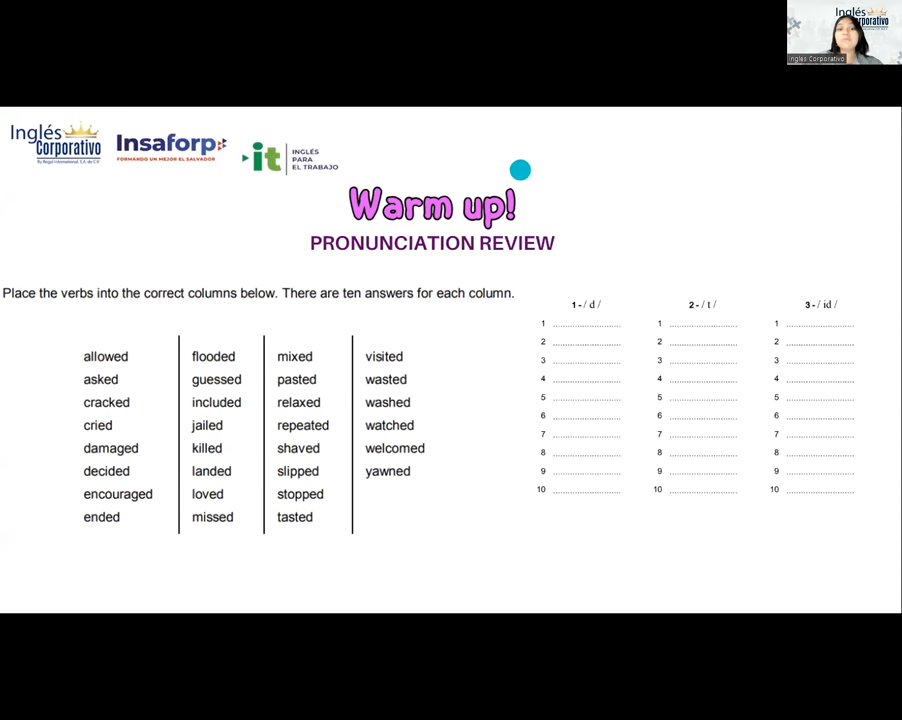 Inglés
Corporativo
Inglés Corporativo
Inglés
Corporativo
By Regal International, S.A. de C.V
Insaforp
FORMANDO UN MEJOR EL SALVADOR
it
INGLÉS
PARA
EL TRABAJO
Warm up!
PRONUNCIATION REVIEW
Place the verbs into the correct columns below. There are ten answers for each column.
allowed
asked
cracked
cried
damaged
decided
encouraged
ended
flooded
guessed
included
jailed
killed
landed
loved
missed
mixed
pasted
relaxed
repeated
shaved
slipped
stopped
tasted
visited
wasted
washed
watched
welcomed
yawned
1 - / d /
1 ............................
2 ............................
3 ............................
4 ............................
5 ............................
6 ............................
7 ............................
8 ............................
9 ............................
10 ............................
2 - / t /
1 ............................
2 ............................
3 ............................
4 ............................
5 ............................
6 ............................
7 ............................
8 ............................
9 ............................
10 ............................
3 - / id /
1 ............................
2 ............................
3 ............................
4 ............................
5 ............................
6 ............................
7 ............................
8 ............................
9 ............................
10 ............................